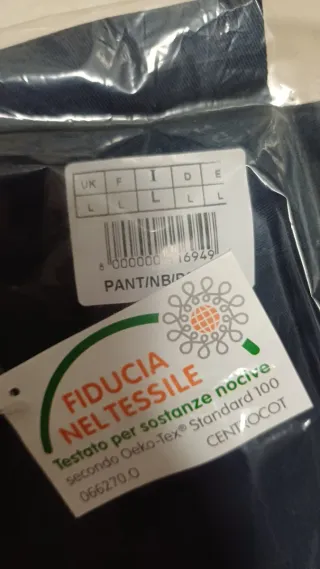 UK F I D E
L L L L L
8 000000 16949
PANT/NB/
FIDUCIA
NEL TESSILE
Testato per sostanze nocive
secondo Oeko-Tex® Standard 100
066270.O CENTROCOT